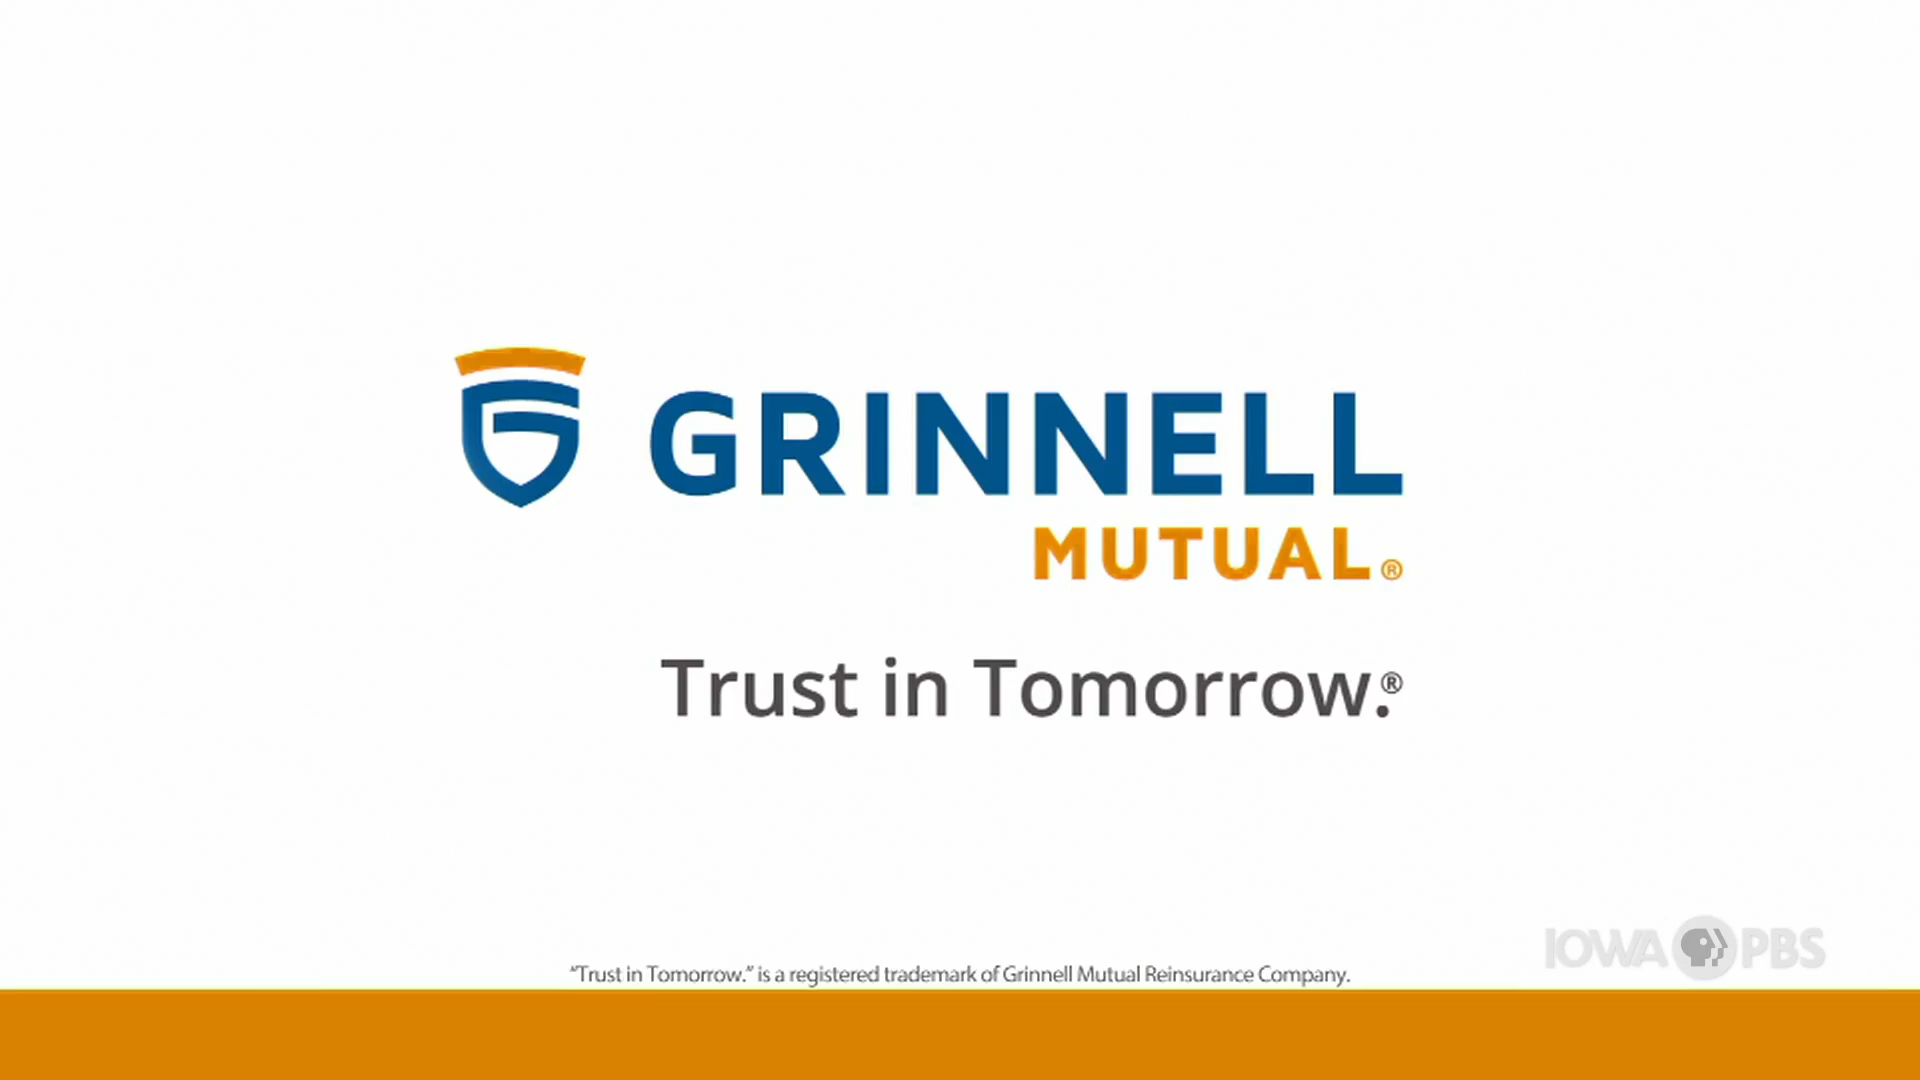 GRINNELL
MUTUAL®
Trust in Tomorrow.®
IOWA PBS
“Trust in Tomorrow.” is a registered trademark of Grinnell Mutual Reinsurance Company.